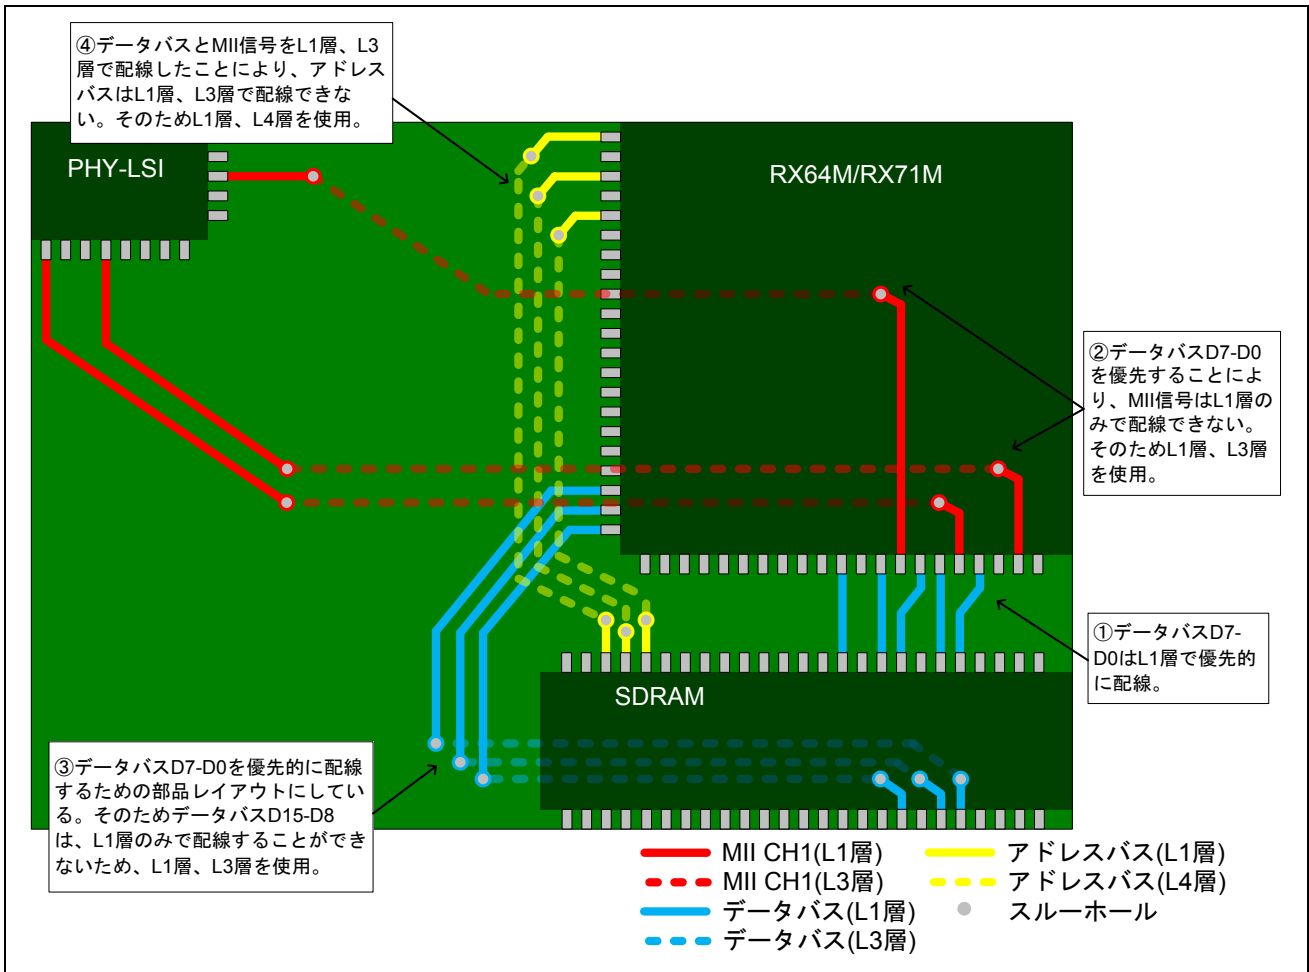 ④データバスとMII信号をL1層、L3
層で配線したことにより、アドレス
バスはL1層、L3層で配線できな
い。そのためL1層、L4層を使用。
PHY-LSI
RX64M/RX71M
②データバスD7-D0
を優先することによ
り、MII信号はL1層の
みで配線できない。
そのためL1層、L3層
を使用。
①データバスD7-
D0はL1層で優先的
に配線。
SDRAM
③データバスD7-D0を優先的に配線
するための部品レイアウトにしてい
る。そのためデータバスD15-D8
は、L1層のみで配線することができ
ないため、L1層、L3層を使用。
MII CH1(L1層)
MII CH1(L3層)
データバス(L1層)
データバス(L3層)
アドレスバス(L1層)
アドレスバス(L4層)
スルーホール